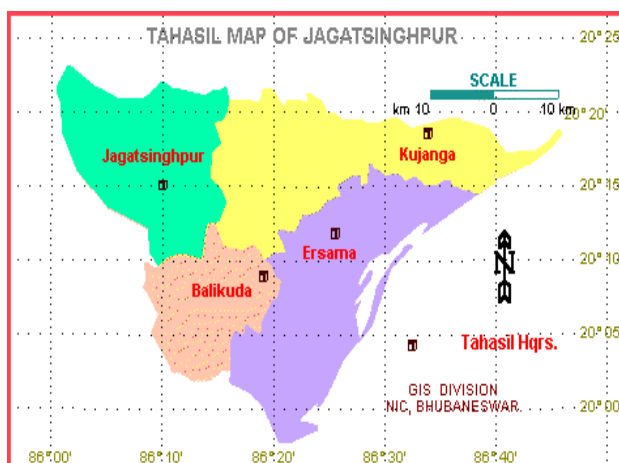 TAHASIL MAP OF JAGATSINGHPUR
20°25
SCALE
km 10 0 10 km
20°20
Kujanga
Jagatsinghpur
20°15
Ersama
20°10
N
Balikuda
20°05
Tahasil Hqrs.
GIS DIVISION
NIC, BHUBANESWAR.
20°00
86°00' 86°10' 86°20' 86°30' 86°40'